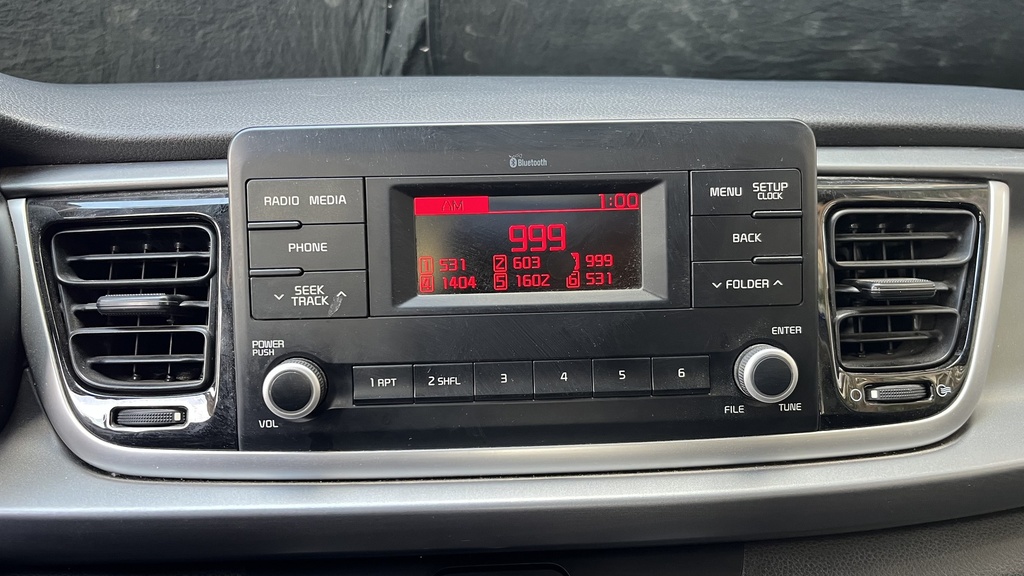 Bluetooth
RADIO MEDIA
PHONE
SEEK
TRACK
AM 1:00
999
1 531 2 603 3 999
4 1404 5 1602 6 531
MENU SETUP
CLOCK
BACK
FOLDER
POWER
PUSH
VOL
1 RPT 2 SHFL 3 4 5 6
ENTER
FILE TUNE